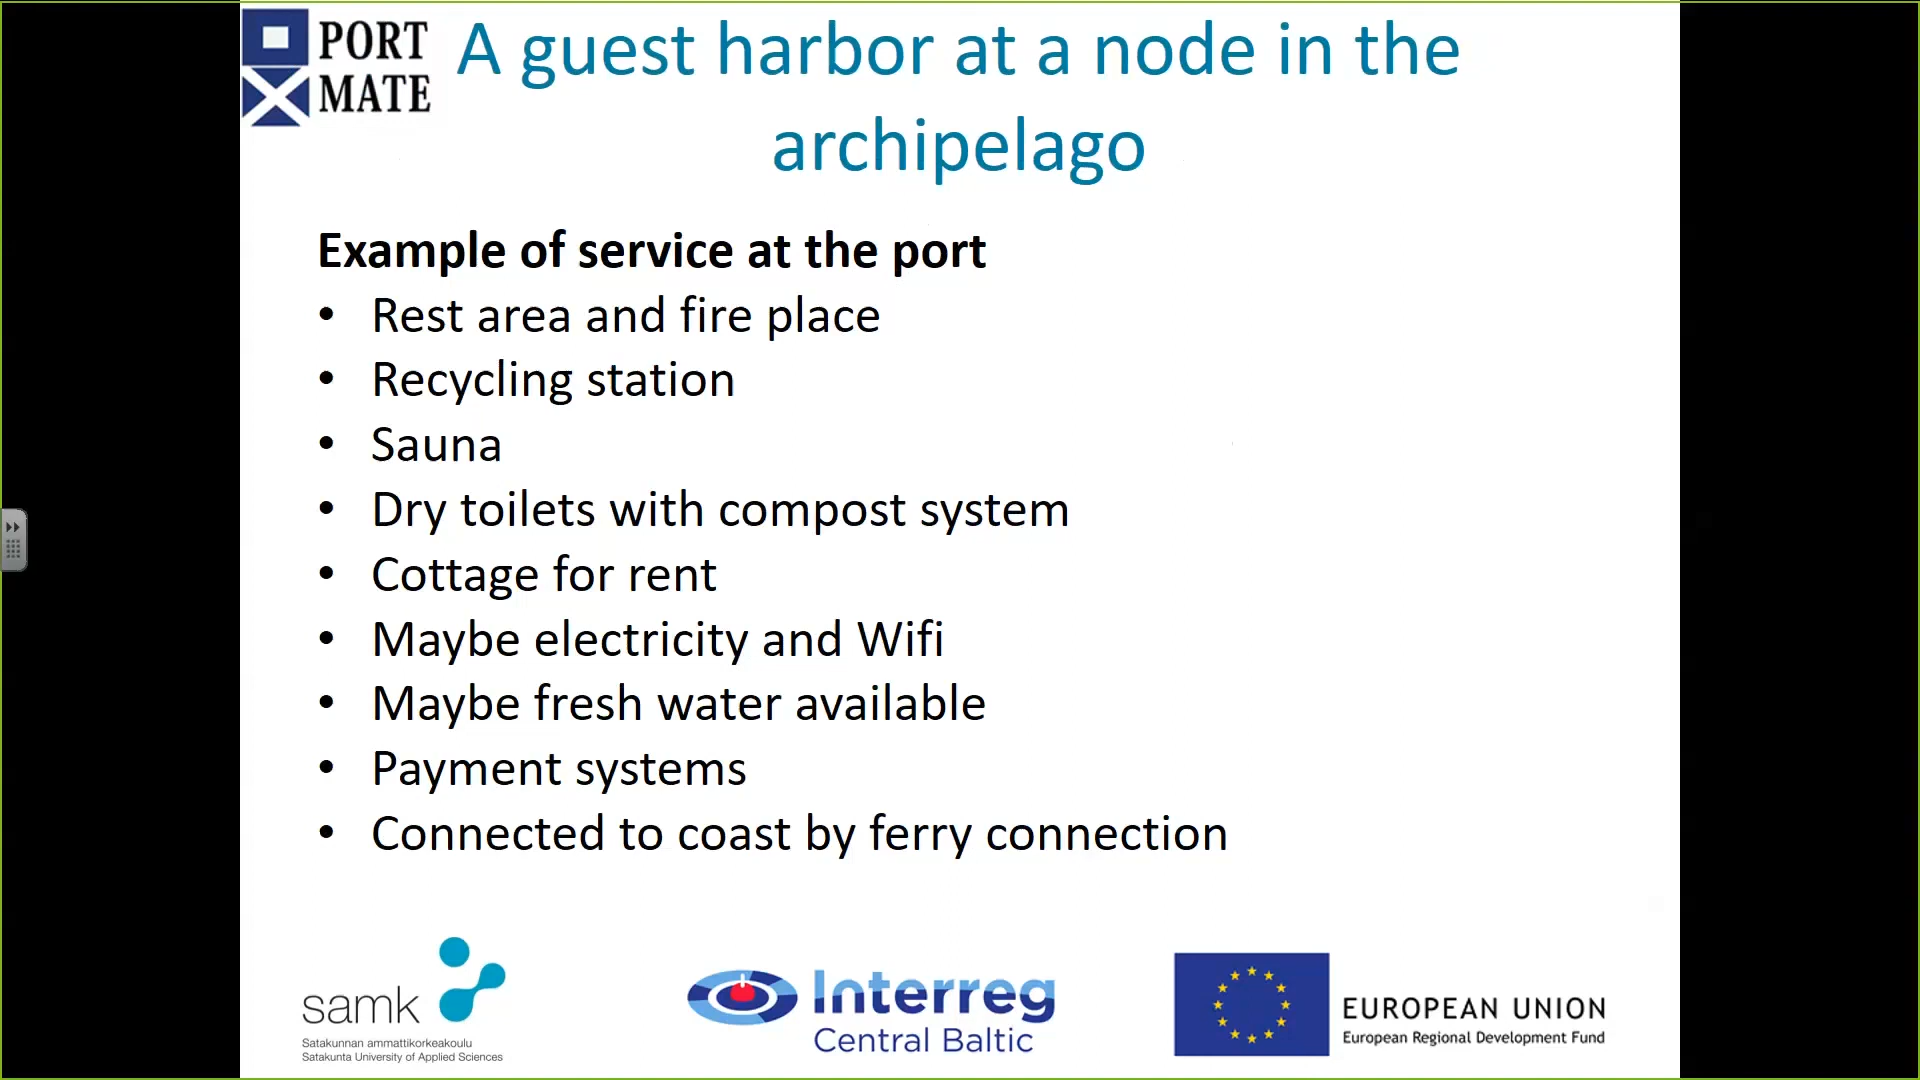 PORT
MATE
A guest harbor at a node in the
archipelago
Example of service at the port
• Rest area and fire place
• Recycling station
• Sauna
• Dry toilets with compost system
• Cottage for rent
• Maybe electricity and Wifi
• Maybe fresh water available
• Payment systems
• Connected to coast by ferry connection
samk
Satakunnan ammattikorkeakoulu
Satakunta University of Applied Sciences
Interreg
Central Baltic
EUROPEAN UNION
European Regional Development Fund